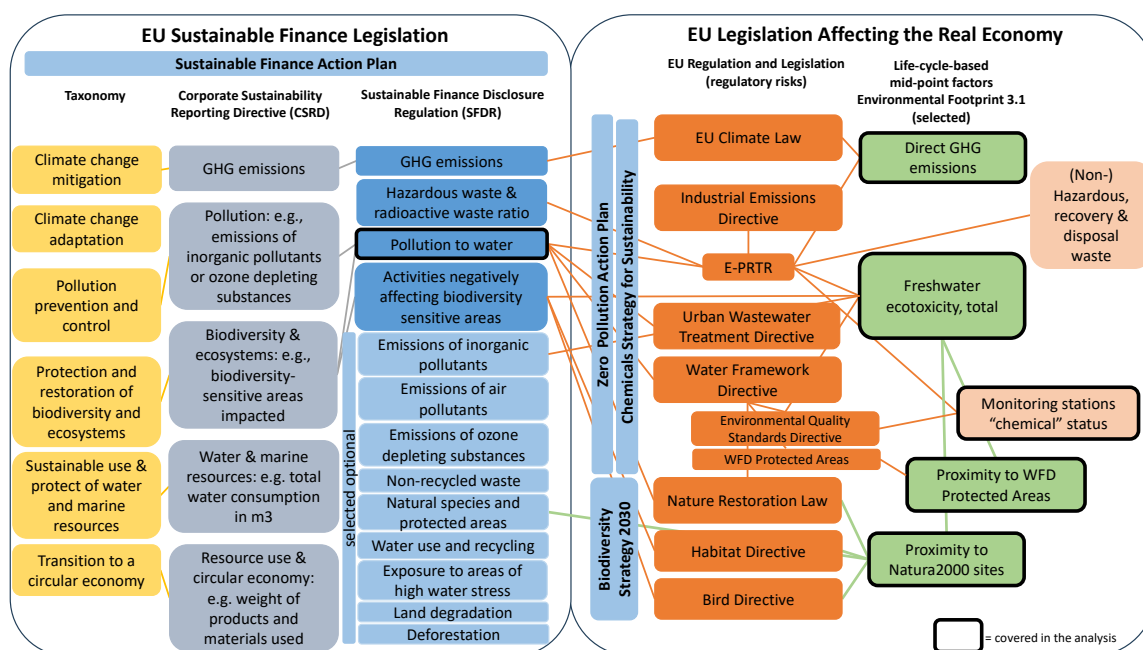 EU Sustainable Finance Legislation
Sustainable Finance Action Plan
Taxonomy
Corporate Sustainability
Reporting Directive (CSRD)
Sustainable Finance Disclosure
Regulation (SFDR)
Climate change
mitigation
Climate change
adaptation
Pollution
prevention and
control
Protection and
restoration of
biodiversity and
ecosystems
Sustainable use &
protect of water
and marine
resources
Transition to a
circular economy
GHG emissions
Pollution: e.g.,
emissions of
inorganic pollutants
or ozone depleting
substances
Biodiversity &
ecosystems: e.g.,
biodiversity-
sensitive areas
impacted
Water & marine
resources: e.g. total
water consumption
in m3
Resource use &
circular economy:
e.g. weight of
products and
materials used
GHG emissions
Hazardous waste &
radioactive waste ratio
Pollution to water
Activities negatively
affecting biodiversity
sensitive areas
selected optional
Emissions of inorganic
pollutants
Emissions of air
pollutants
Emissions of ozone
depleting substances
Non-recycled waste
Natural species and
protected areas
Water use and recycling
Exposure to areas of
high water stress
Land degradation
Deforestation
EU Legislation Affecting the Real Economy
EU Regulation and Legislation
(regulatory risks)
Life-cycle-based
mid-point factors
Environmental Footprint 3.1
(selected)
Zero Pollution Action Plan
Chemicals Strategy for Sustainability
Biodiversity
Strategy 2030
EU Climate Law
Industrial Emissions
Directive
E-PRTR
Urban Wastewater
Treatment Directive
Water Framework
Directive
Environmental Quality
Standards Directive
WFD Protected Areas
Nature Restoration Law
Habitat Directive
Bird Directive
Direct GHG
emissions
(Non-)
Hazardous,
recovery &
disposal
waste
Freshwater
ecotoxicity, total
Monitoring stations
“chemical” status
Proximity to WFD
Protected Areas
Proximity to
Natura2000 sites
= covered in the analysis